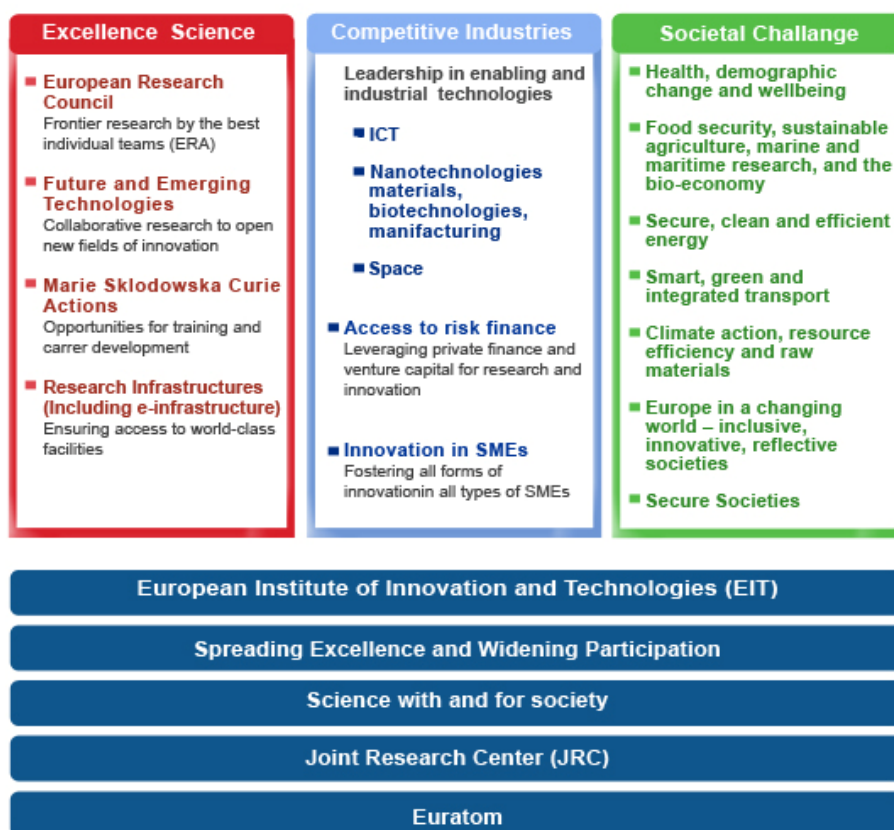 Excellence Science
European Research
Council
Frontier research by the best
individual teams (ERA)
Future and Emerging
Technologies
Collaborative research to open
new fields of innovation
Marie Sklodowska Curie
Actions
Opportunities for training and
carrer development
Research Infrastructures
(Including e-infrastructure)
Ensuring access to world-class
facilities
Competitive Industries
Leadership in enabling and
industrial technologies
ICT
Nanotechnologies
materials,
biotechnologies,
manifacturing
Space
Access to risk finance
Leveraging private finance and
venture capital for research and
innovation
Innovation in SMEs
Fostering all forms of
innovationin all types of SMEs
Societal Challange
Health, demographic
change and wellbeing
Food security, sustainable
agriculture, marine and
maritime research, and the
bio-economy
Secure, clean and efficient
energy
Smart, green and
integrated transport
Climate action, resource
efficiency and raw
materials
Europe in a changing
world – inclusive,
innovative, reflective
societies
Secure Societies
European Institute of Innovation and Technologies (EIT)
Spreading Excellence and Widening Participation
Science with and for society
Joint Research Center (JRC)
Euratom